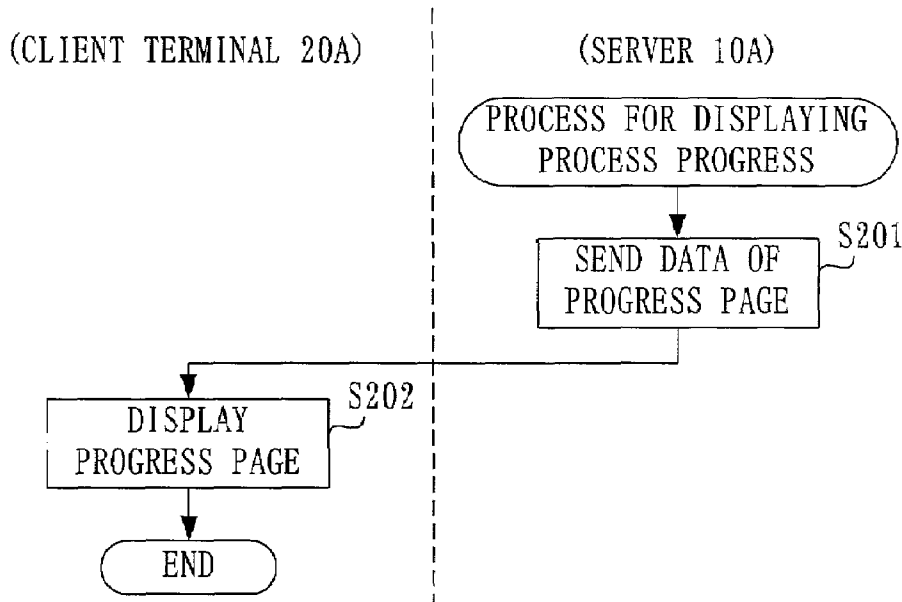 (CLIENT TERMINAL 20A)
(SERVER 10A)
PROCESS FOR DISPLAYING
PROCESS PROGRESS
S201
SEND DATA OF
PROGRESS PAGE
S202
DISPLAY
PROGRESS PAGE
END